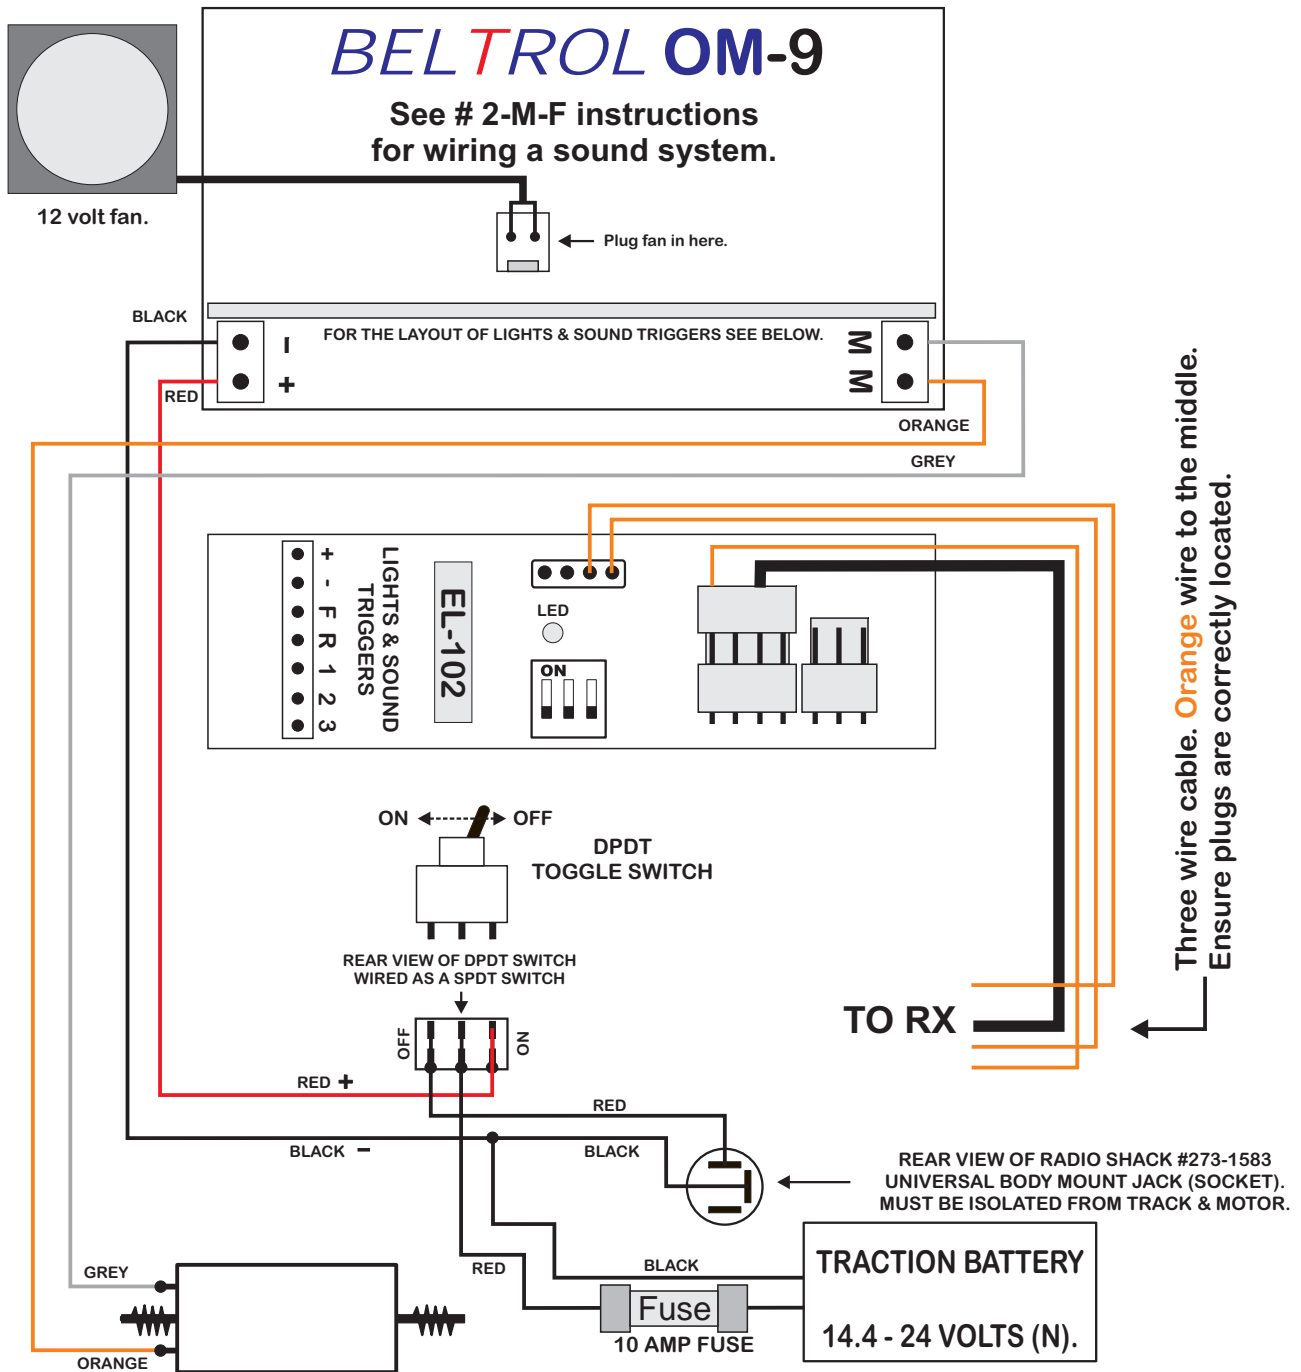 BELTROL OM-9
See # 2-M-F instructions
for wiring a sound system.
12 volt fan.
Plug fan in here.
BLACK
FOR THE LAYOUT OF LIGHTS & SOUND TRIGGERS SEE BELOW.
-
+
M
M
RED
ORANGE
GREY
Three wire cable. Orange wire to the middle.
Ensure plugs are correctly located.
+
-
F
R
1
2
3
LIGHTS & SOUND
TRIGGERS
EL-102
LED
ON
ON
OFF
DPDT
TOGGLE SWITCH
REAR VIEW OF DPDT SWITCH
WIRED AS A SPDT SWITCH
OFF
ON
TO RX
RED +
RED
BLACK -
BLACK
REAR VIEW OF RADIO SHACK #273-1583
UNIVERSAL BODY MOUNT JACK (SOCKET).
MUST BE ISOLATED FROM TRACK & MOTOR.
GREY
RED
BLACK
Fuse
10 AMP FUSE
TRACTION BATTERY
14.4 - 24 VOLTS (N).
ORANGE